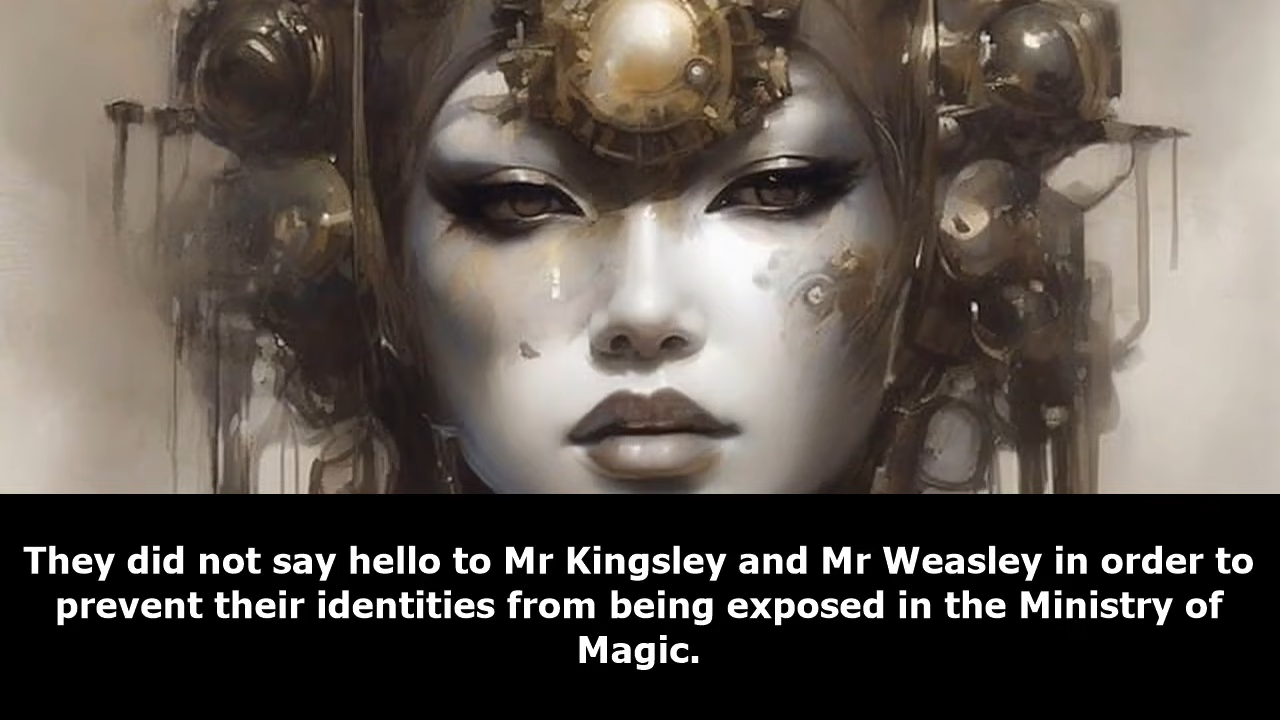 They did not say hello to Mr Kingsley and Mr Weasley in order to
prevent their identities from being exposed in the Ministry of
Magic.